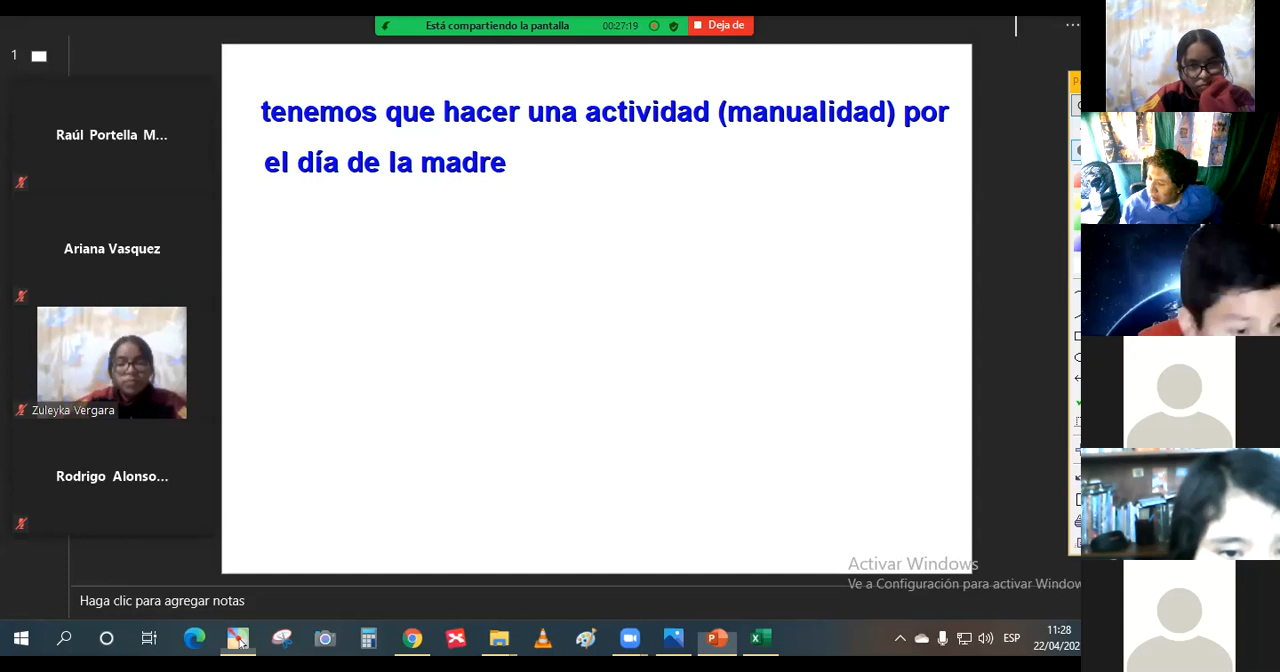 Está compartiendo la pantalla 00:27:19 Deja de
1
tenemos que hacer una actividad (manualidad) por
el día de la madre
Raúl Portella M...
Ariana Vasquez
Zuleyka Vergara
Rodrigo Alonso...
Activar Windows
Ve a Configuración para activar Window
Haga clic para agregar notas
ESP
11:28
22/04/202